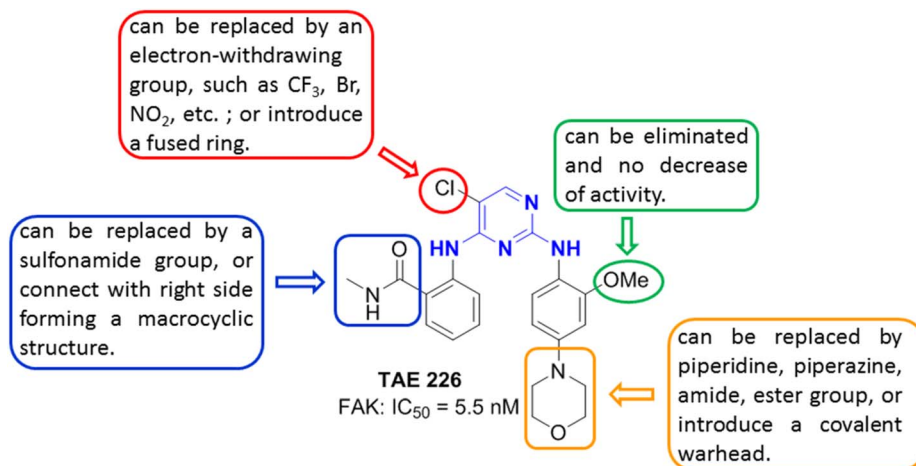 can be replaced by an
electron-withdrawing
group, such as CF₃, Br,
NO₂, etc. ; or introduce
a fused ring.
can be eliminated
and no decrease
of activity.
Cl
N
can be replaced by a
sulfonamide group, or
connect with right side
forming a macrocyclic
structure.
O
HN
N
NH
N
H
OMe
can be replaced by
piperidine, piperazine,
amide, ester group, or
introduce a covalent
warhead.
N
TAE 226
FAK: IC₅₀ = 5.5 nM
O